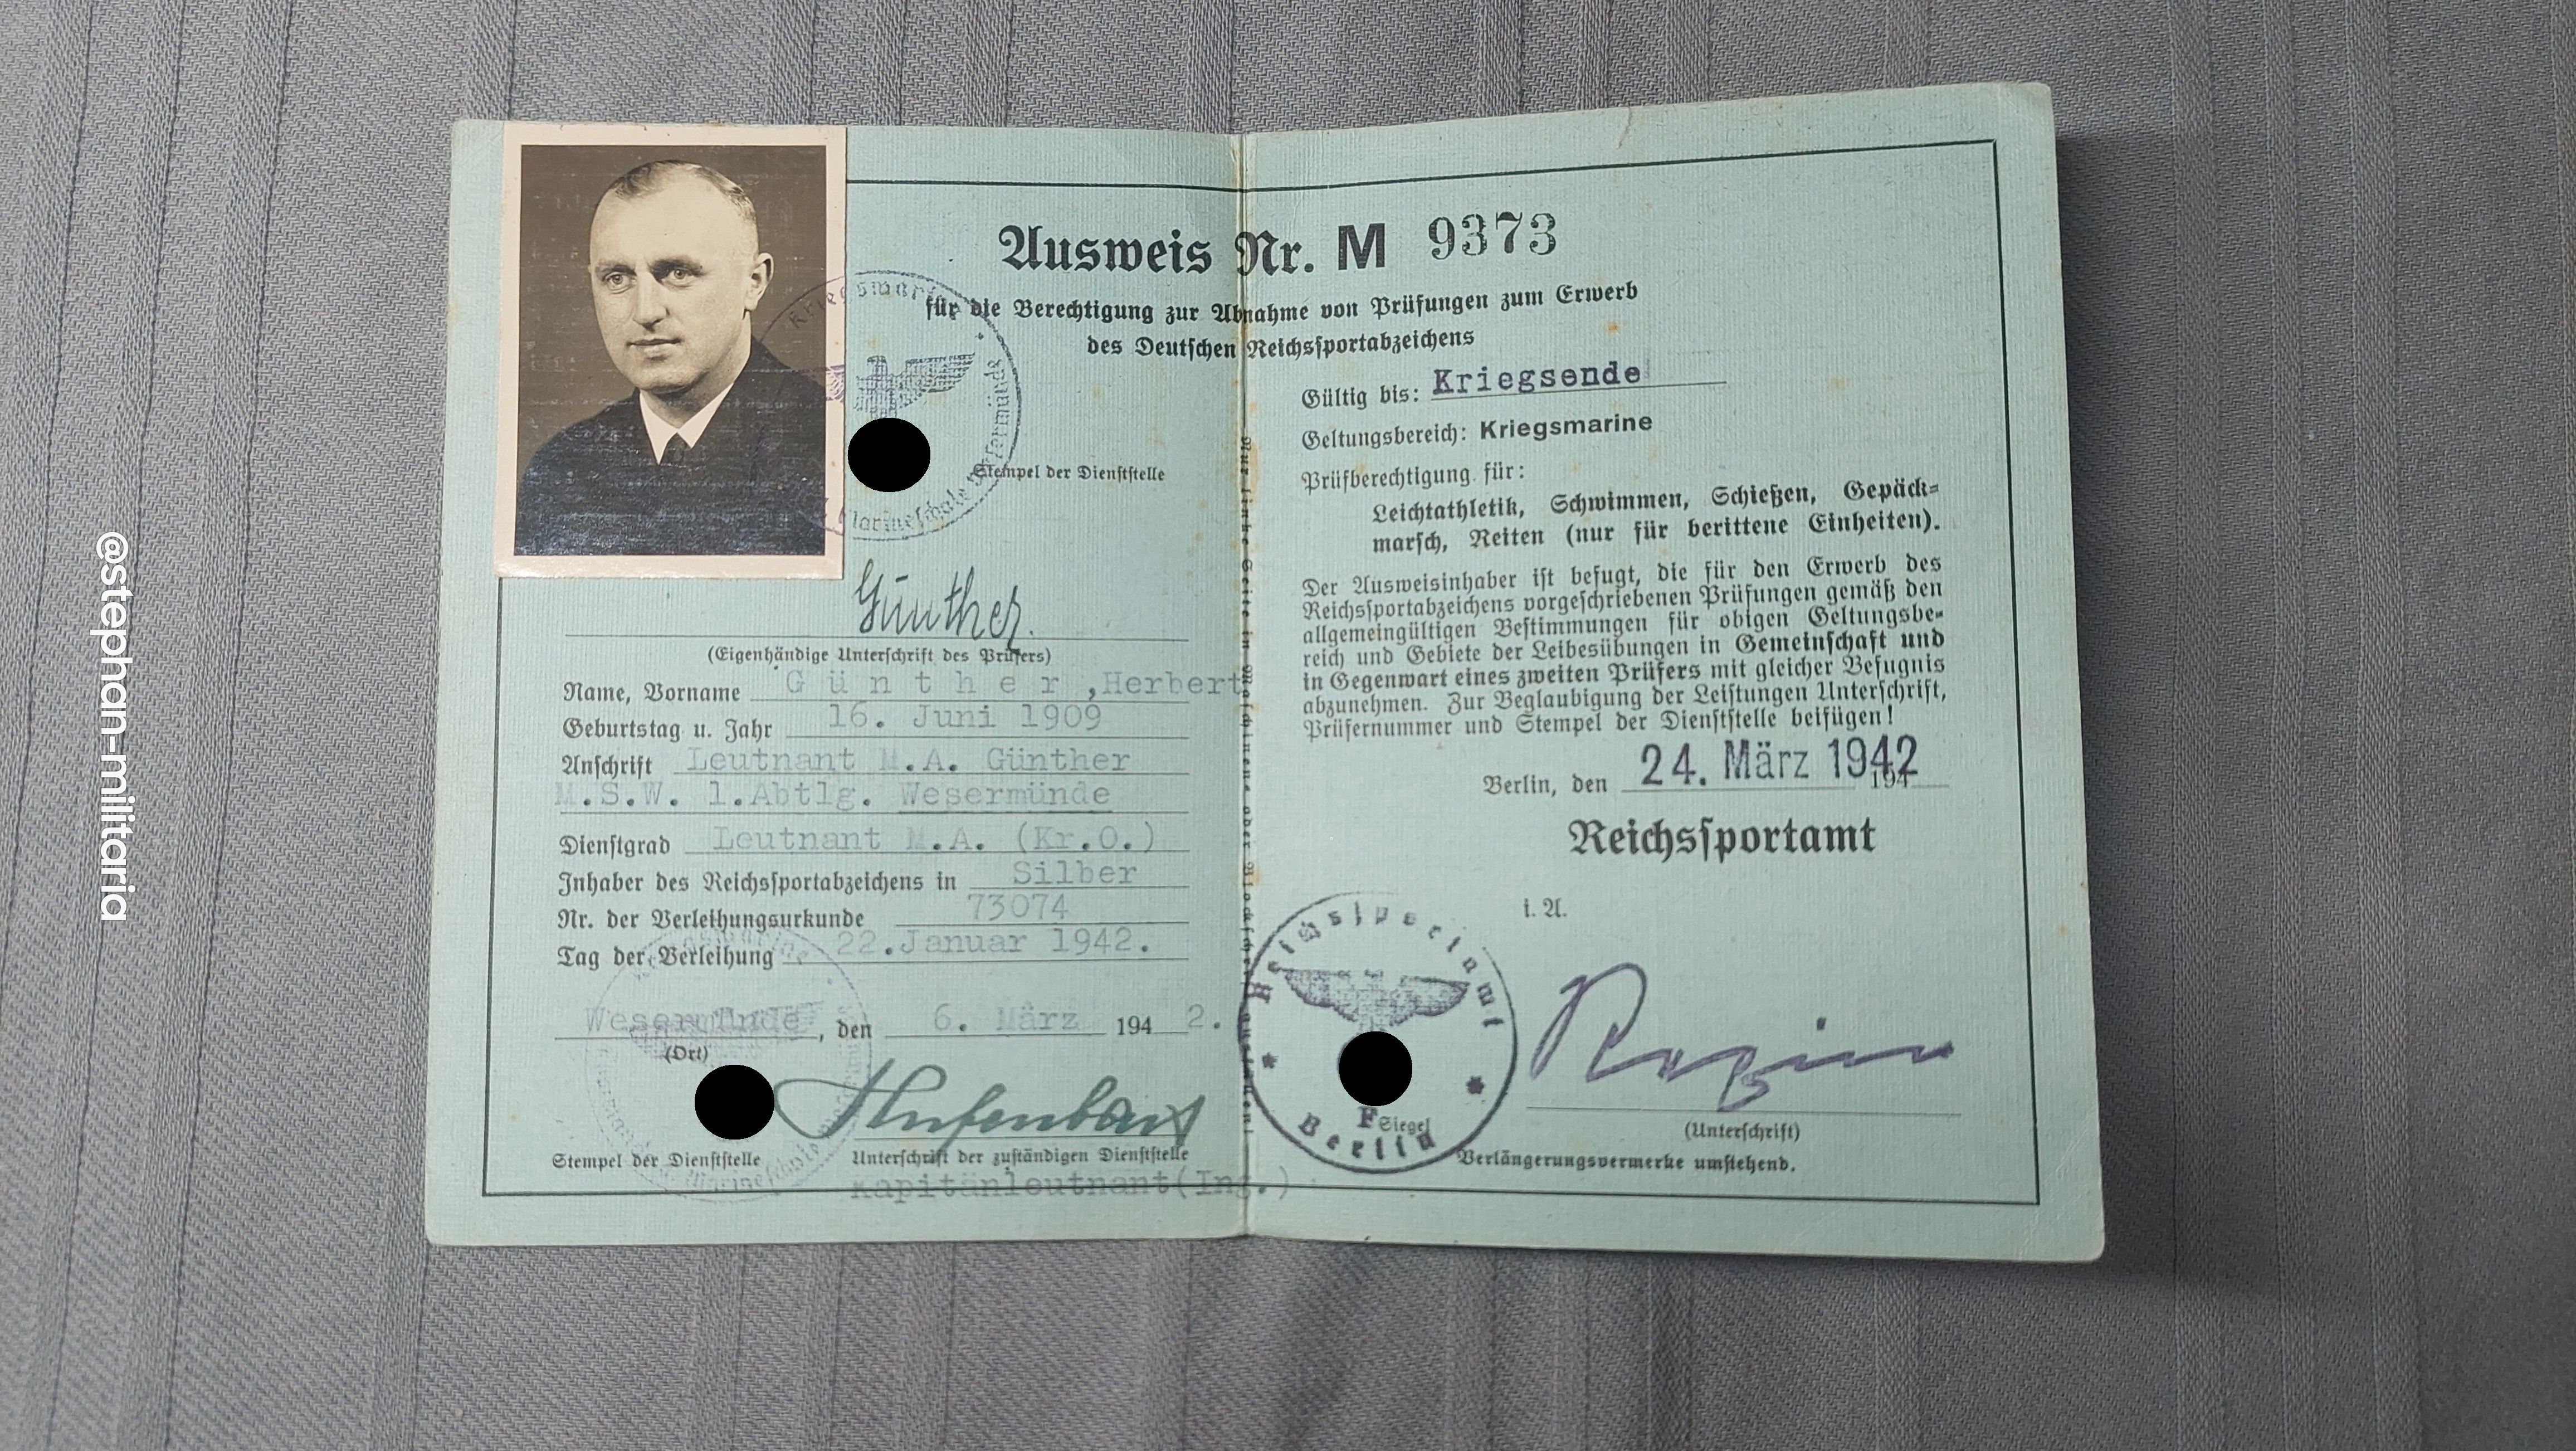 @stephan-militaria
Ausweis Nr. M 9373
für die Berechtigung zur Abnahme von Prüfungen zum Erwerb
des Deutschen Reichssportabzeichens
Stempel der Dienststelle
Günther.
(Eigenhändige Unterschrift des Prüfers)
Name, Vorname Günther, Herbert
Geburtstag u. Jahr 16. Juni 1909
Anschrift Leutnant M.A. Günther
M.S.W. 1.Abtlg. Wesermünde
Dienstgrad Leutnant M.A. (Kr.O.)
Inhaber des Reichssportabzeichens in Silber
Nr. der Verleihungsurkunde 73074
Tag der Verleihung 22.Januar 1942.
Wesermünde, den 6. März 1942.
(Ort)
Stempel der Dienststelle
Unterschrift der zuständigen Dienststelle
Kapitänleutnant(Ing.)
Gültig bis: Kriegsende
Geltungsbereich: Kriegsmarine
Prüfberechtigung für:
Leichtathletik, Schwimmen, Schießen, Gepäck-
marsch, Reiten (nur für berittene Einheiten).
Der Ausweisinhaber ist befugt, die für den Erwerb des
Reichssportabzeichens vorgeschriebenen Prüfungen gemäß den
allgemeingültigen Bestimmungen für obigen Geltungsbe-
reich und Gebiete der Leibesübungen in Gemeinschaft und
in Gegenwart eines zweiten Prüfers mit gleicher Befugnis
abzunehmen. Zur Beglaubigung der Leistungen Unterschrift,
Prüfernummer und Stempel der Dienststelle beifügen!
Berlin, den 24. März 1942
194
Reichssportamt
i. A.
Reichssportamt
Berlin
F Siegel
(Unterschrift)
Verlängerungsvermerke umstehend.